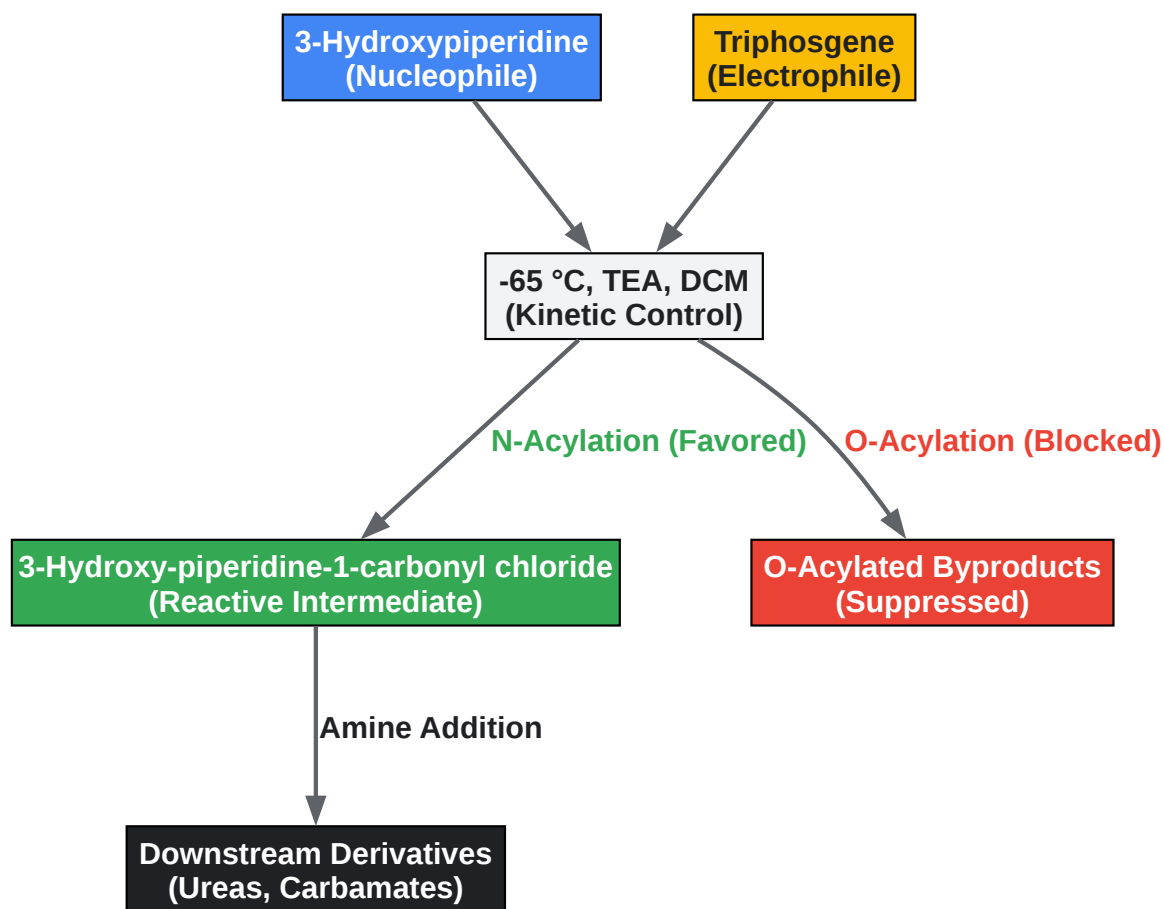 3-Hydroxypiperidine
(Nucleophile)
Triphosgene
(Electrophile)
-65 °C, TEA, DCM
(Kinetic Control)
N-Acylation (Favored)
O-Acylation (Blocked)
3-Hydroxy-piperidine-1-carbonyl chloride
(Reactive Intermediate)
O-Acylated Byproducts
(Suppressed)
Amine Addition
Downstream Derivatives
(Ureas, Carbamates)